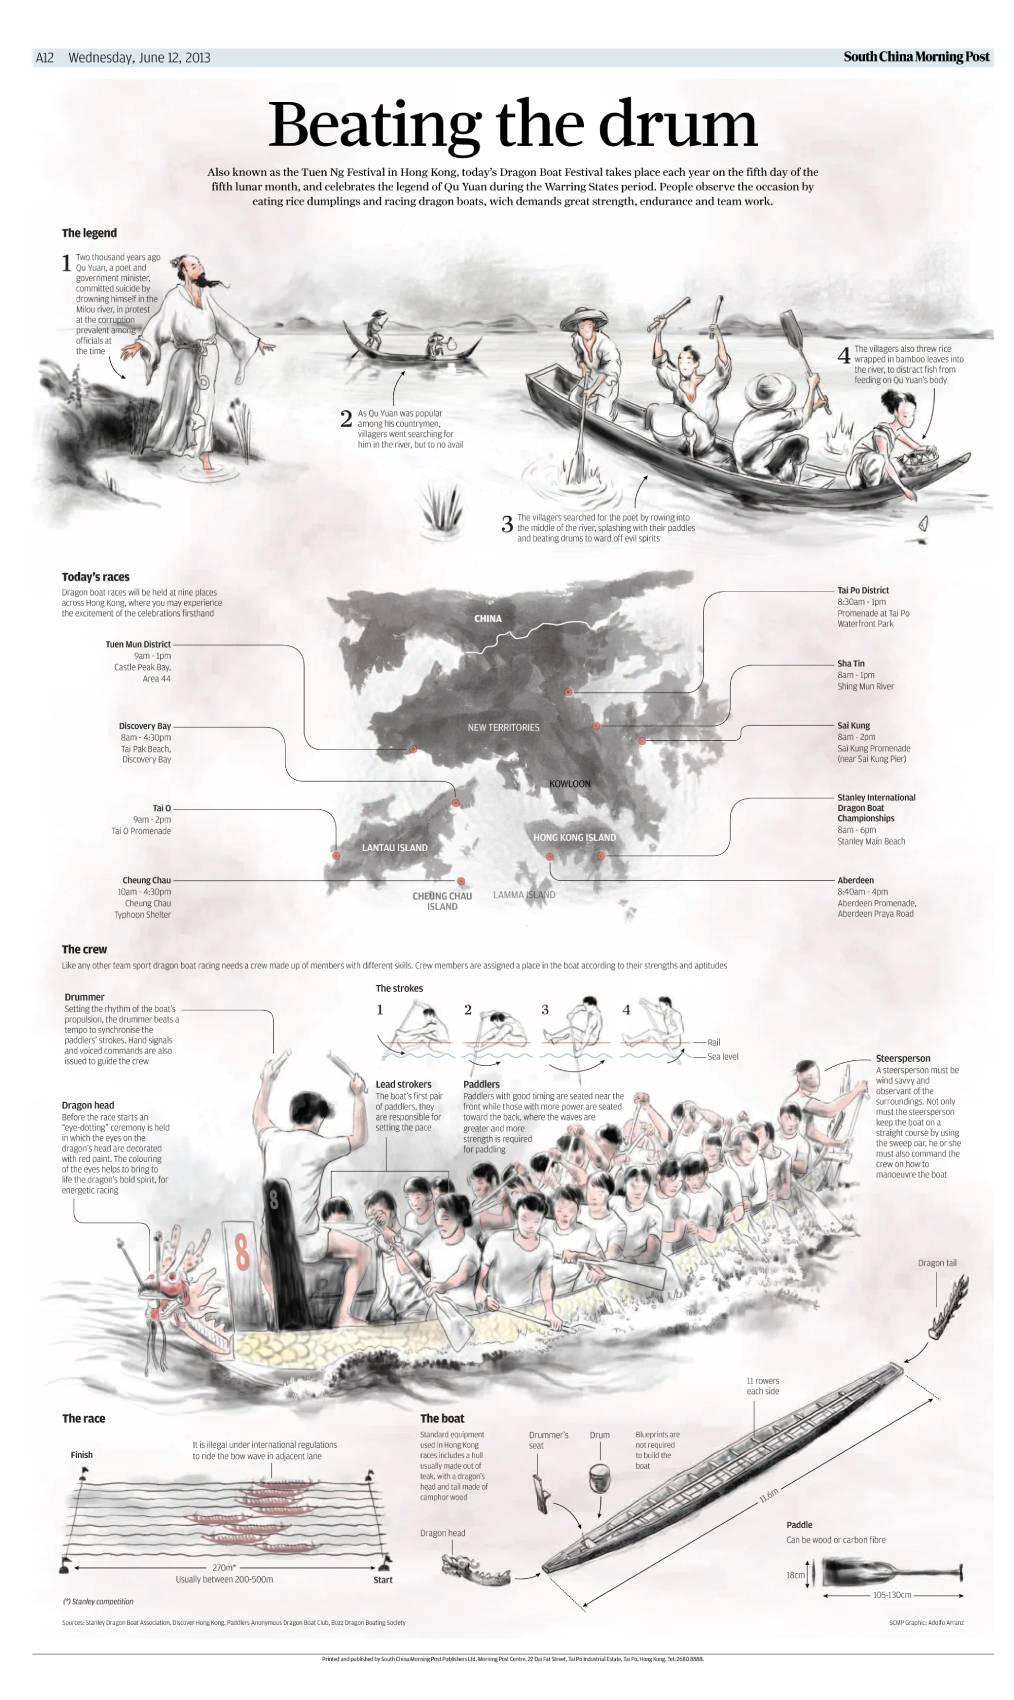 A12 Wednesday, June 12, 2013
South China Morning Post
Beating the drum
Also known as the Tuen Ng Festival in Hong Kong, today's Dragon Boat Festival takes place each year on the fifth day of the
fifth lunar month, and celebrates the legend of Qu Yuan during the Warring States period. People observe the occasion by
eating rice dumplings and racing dragon boats, wich demands great strength, endurance and team work.
The legend
1
Two thousand years ago
Qu Yuan, a poet and
government minister,
committed suicide by
drowning himself in the
Milou river, in protest
at the corruption
prevalent among
officials at
the time
2
As Qu Yuan was popular
among his countrymen,
villagers went searching for
him in the river, but to no avail
3
The villagers searched for the poet by rowing into
the middle of the river, splashing with their paddles
and beating drums to ward off evil spirits
4
The villagers also threw rice
wrapped in bamboo leaves into
the river, to distract fish from
feeding on Qu Yuan's body
Today's races
Dragon boat races will be held at nine places
across Hong Kong, where you may experience
the excitement of the celebrations firsthand
Tuen Mun District
9am - 1pm
Castle Peak Bay,
Area 44
Discovery Bay
8am - 4:30pm
Tai Pak Beach,
Discovery Bay
Tai O
9am - 2pm
Tai O Promenade
Cheung Chau
10am - 4:30pm
Cheung Chau
Typhoon Shelter
CHINA
NEW TERRITORIES
KOWLOON
HONG KONG ISLAND
LANTAU ISLAND
CHEUNG CHAU
ISLAND
LAMMA ISLAND
Tai Po District
8:30am - 1pm
Promenade at Tai Po
Waterfront Park
Sha Tin
8am - 1pm
Shing Mun River
Sai Kung
8am - 2pm
Sai Kung Promenade
(near Sai Kung Pier)
Stanley International
Dragon Boat
Championships
8am - 6pm
Stanley Main Beach
Aberdeen
8:40am - 4pm
Aberdeen Promenade,
Aberdeen Praya Road
The crew
Like any other team sport dragon boat racing needs a crew made up of members with different skills. Crew members are assigned a place in the boat according to their strengths and aptitudes
Drummer
Setting the rhythm of the boat's
propulsion, the drummer beats a
tempo to synchronise the
paddlers' strokes. Hand signals
and voiced commands are also
issued to guide the crew
The strokes
1
2
3
4
Rail
Sea level
Dragon head
Before the race starts an
"eye-dotting" ceremony is held
in which the eyes on the
dragon's head are decorated
with red paint. The colouring
of the eyes helps to bring to
life the dragon's bold spirit, for
energetic racing
Lead strokers
The boat's first pair
of paddlers, they
are responsible for
setting the pace
Paddlers
Paddlers with good timing are seated near the
front while those with more power are seated
toward the back, where the waves are
greater and more
strength is required
for paddling
Steersperson
A steersperson must be
wind savvy and
observant of the
surroundings. Not only
must the steersperson
keep the boat on a
straight course by using
the sweep oar, he or she
must also command the
crew on how to
manoeuvre the boat
8
8
The race
It is illegal under international regulations
to ride the bow wave in adjacent lane
Finish
270m*
Usually between 200-500m
Start
(*) Stanley competition
The boat
Standard equipment
used in Hong Kong
races includes a hull
usually made out of
teak, with a dragon's
head and tail made of
camphor wood
Dragon head
Drummer's
seat
Drum
Blueprints are
not required
to build the
boat
11 rowers
each side
Dragon tail
11.6m
Paddle
Can be wood or carbon fibre
18cm
105-130cm
Sources: Stanley Dragon Boat Association, Discover Hong Kong, Paddlers Anonymous Dragon Boat Club, Buzz Dragon Boating Society
SCMP Graphic: Adolfo Arranz
Printed and published by South China Morning Post Publishers Ltd, Morning Post Centre, 22 Dai Fat Street, Tai Po Industrial Estate, Tai Po, Hong Kong. Tel: 2680 8888.